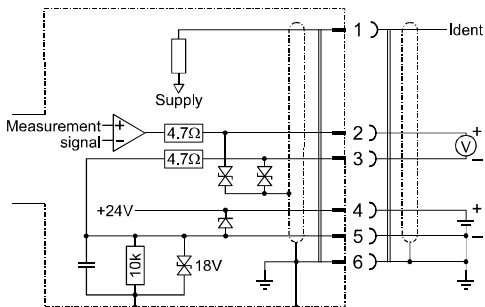 1
Ident
Supply
Measurement
signal
+
−
4.7Ω
2
+
4.7Ω
3
V
−
+24V
4
+
5
−
10k
18V
6